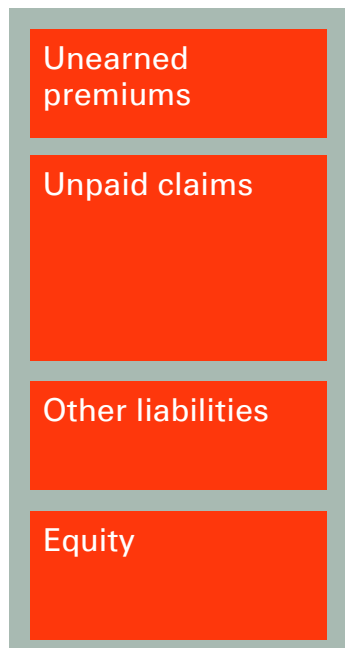 Unearned
premiums
Unpaid claims
Other liabilities
Equity